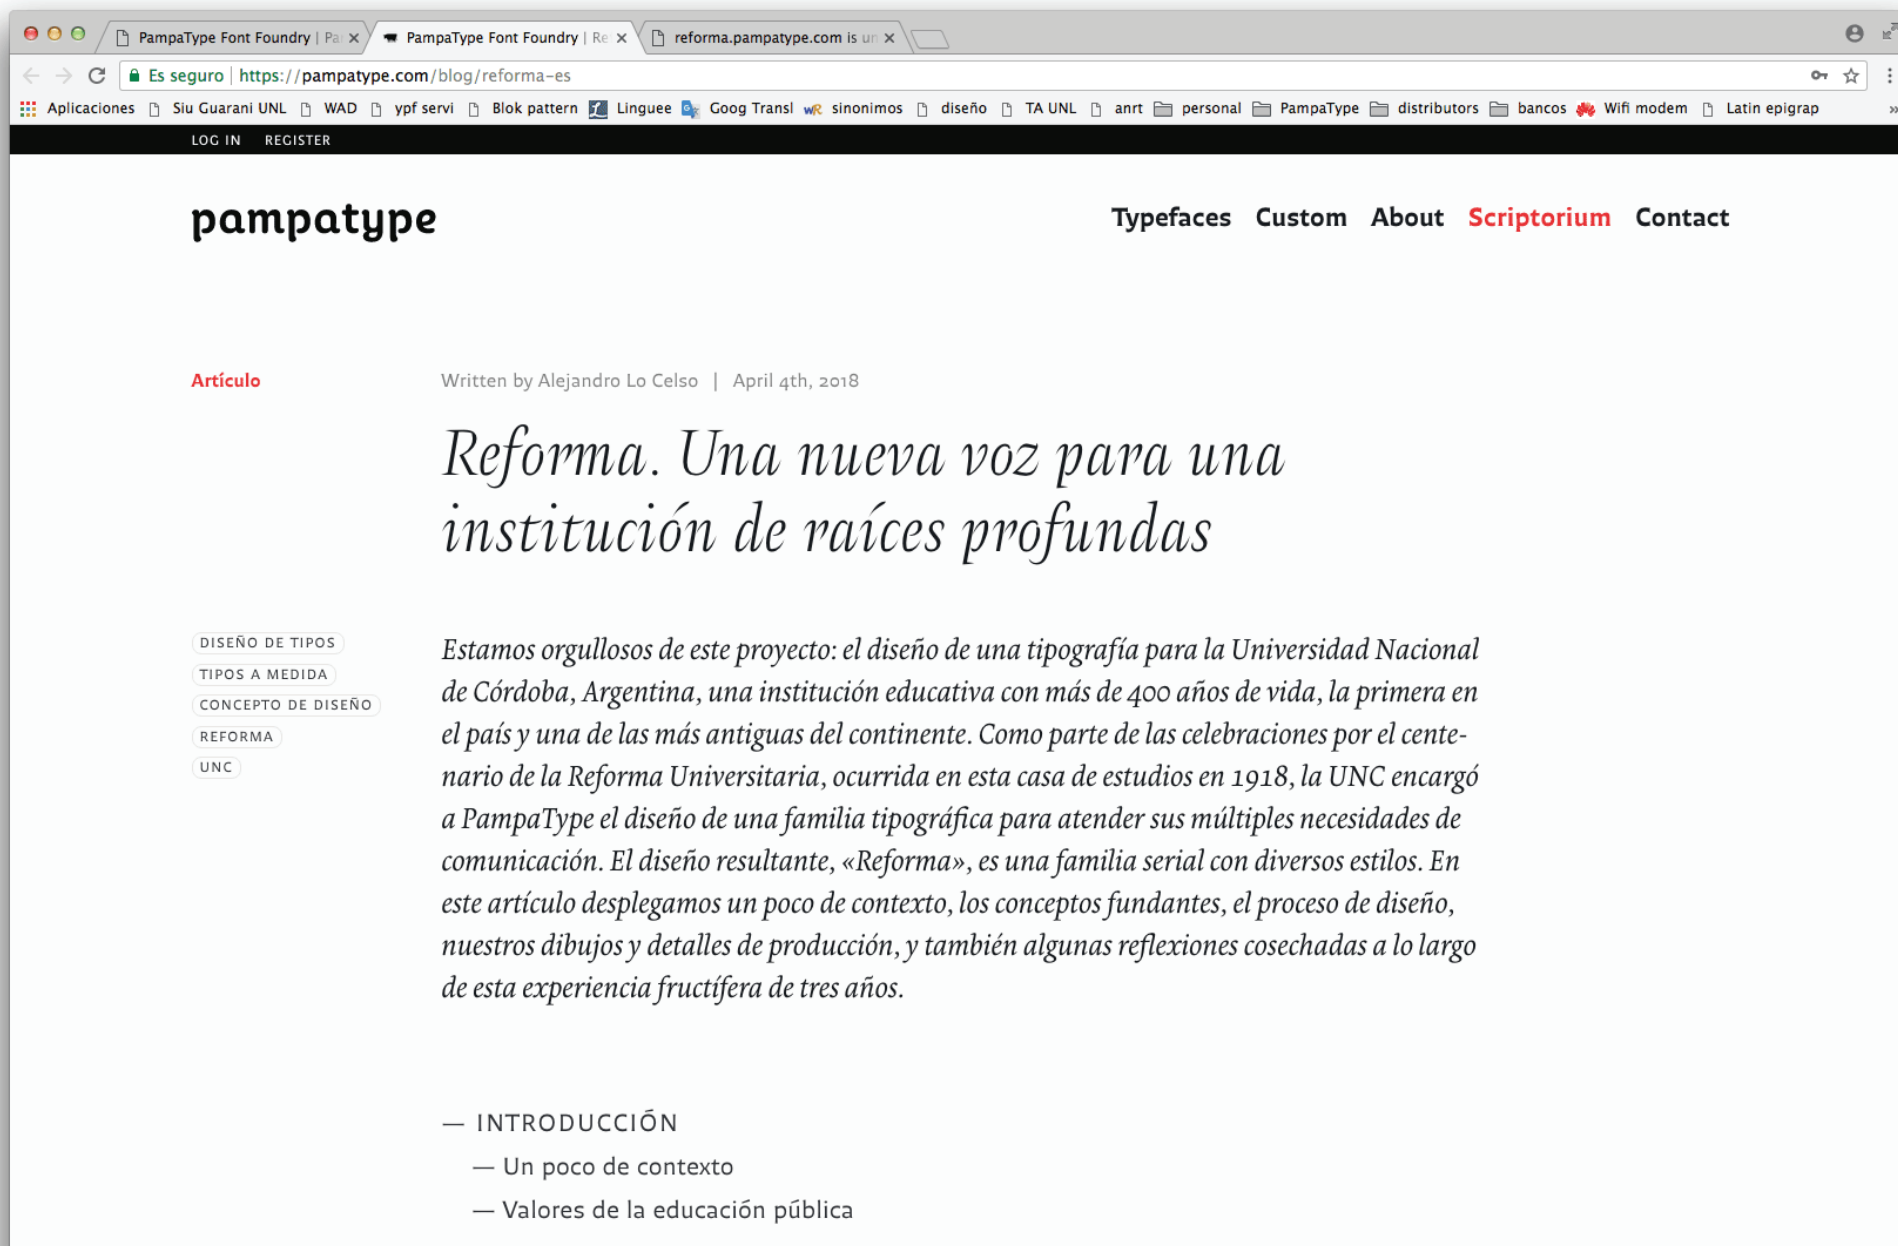 PampaType Font Foundry | Pa
PampaType Font Foundry | Re
reforma.pampatype.com is un
Es seguro https://pampatype.com/blog/reforma-es
Aplicaciones Siu Guarani UNL WAD ypf servi Blok pattern Linguee Goog Transl sinonimos diseño TA UNL anrt personal PampaType distributors bancos Wifi modem Latin epigrap »
LOG IN REGISTER
pampatype
Typefaces Custom About Scriptorium Contact
Artículo
Written by Alejandro Lo Celso | April 4th, 2018
Reforma. Una nueva voz para una
institución de raíces profundas
DISEÑO DE TIPOS
TIPOS A MEDIDA
CONCEPTO DE DISEÑO
REFORMA
UNC
Estamos orgullosos de este proyecto: el diseño de una tipografía para la Universidad Nacional
de Córdoba, Argentina, una institución educativa con más de 400 años de vida, la primera en
el país y una de las más antiguas del continente. Como parte de las celebraciones por el cente-
nario de la Reforma Universitaria, ocurrida en esta casa de estudios en 1918, la UNC encargó
a PampaType el diseño de una familia tipográfica para atender sus múltiples necesidades de
comunicación. El diseño resultante, «Reforma», es una familia serial con diversos estilos. En
este artículo desplegamos un poco de contexto, los conceptos fundantes, el proceso de diseño,
nuestros dibujos y detalles de producción, y también algunas reflexiones cosechadas a lo largo
de esta experiencia fructífera de tres años.
— INTRODUCCIÓN
— Un poco de contexto
— Valores de la educación pública